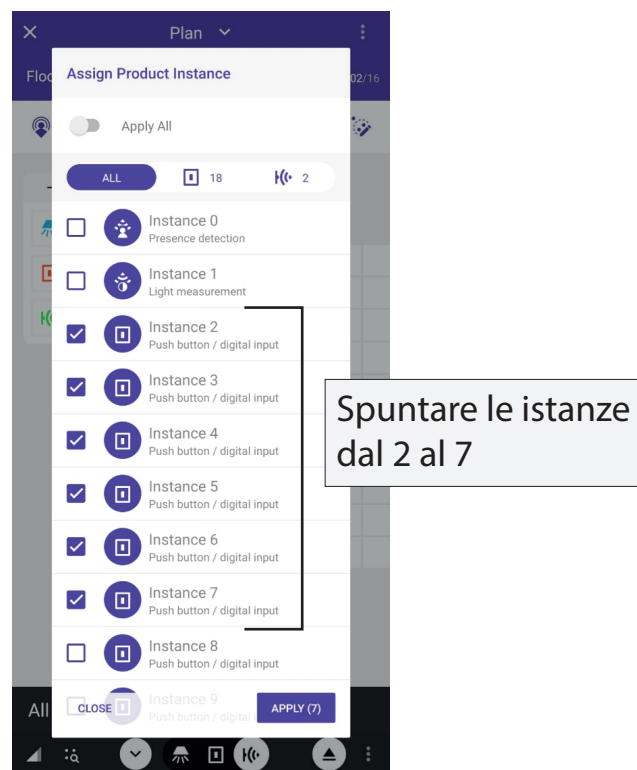 Plan
Floo
02/16
Assign Product Instance
Apply All
ALL
18
2
Instance 0
Presence detection
Instance 1
Light measurement
Instance 2
Push button / digital input
Instance 3
Push button / digital input
Instance 4
Push button / digital input
Instance 5
Push button / digital input
Instance 6
Push button / digital input
Instance 7
Push button / digital input
Instance 8
Push button / digital input
Instance 9
Push button / digital
CLOSE
APPLY (7)
All
Spuntare le istanze
dal 2 al 7